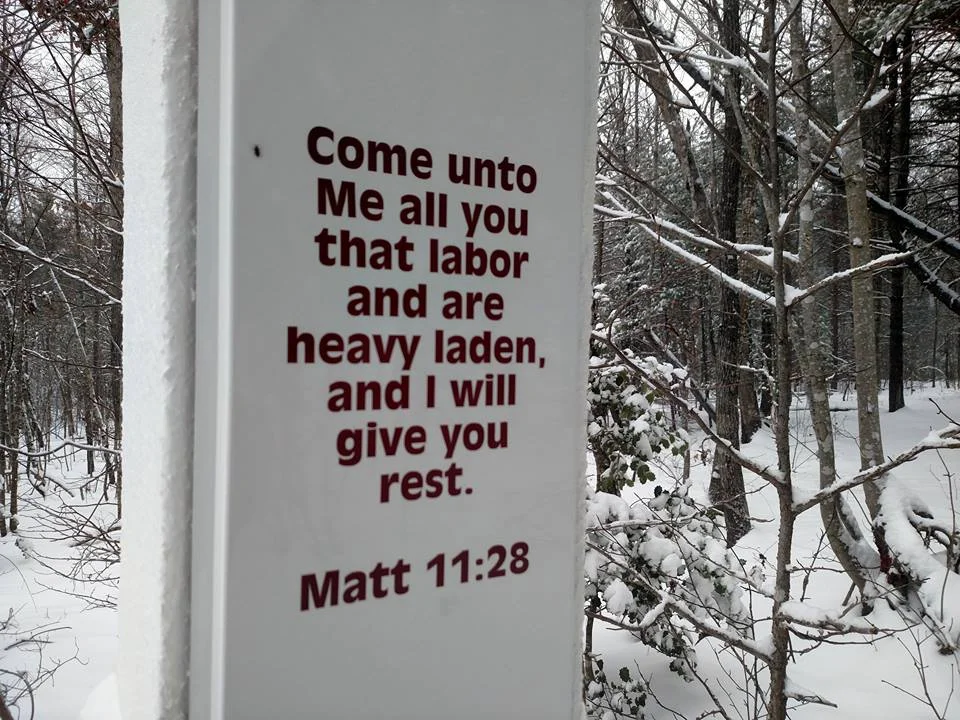 Come unto
Me all you
that labor
and are
heavy laden,
and I will
give you
rest.
Matt 11:28